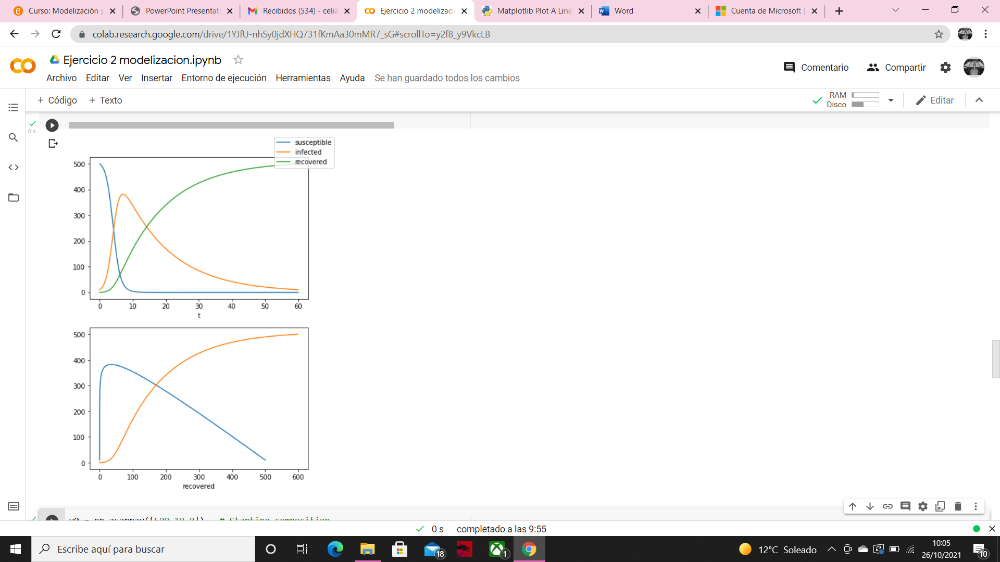 Curso: Modelización y
PowerPoint Presentati
Recibidos (534) - celia
Ejercicio 2 modelizació
Matplotlib Plot A Line
Word
Cuenta de Microsoft |
colab.research.google.com/drive/1YJfU-nhSy0jdXHQ731fKmAa30mMR7_sG#scrollTo=y2f8_y9VkcLB
Ejercicio 2 modelizacion.ipynb
Comentario
Compartir
Archivo Editar Ver Insertar Entorno de ejecución Herramientas Ayuda Se han guardado todos los cambios
+ Código + Texto
RAM
Disco
Editar
0 s
susceptible
infected
recovered
500
400
300
200
100
0
0 10 20 30 40 50 60
t
500
400
300
200
100
0
0 100 200 300 400 500 600
recovered
y0 = np.asarray([500,10,0]) # Starting composition
0 s completado a las 9:55
Escribe aquí para buscar
18
1
12°C Soleado
10:05
26/10/2021
10